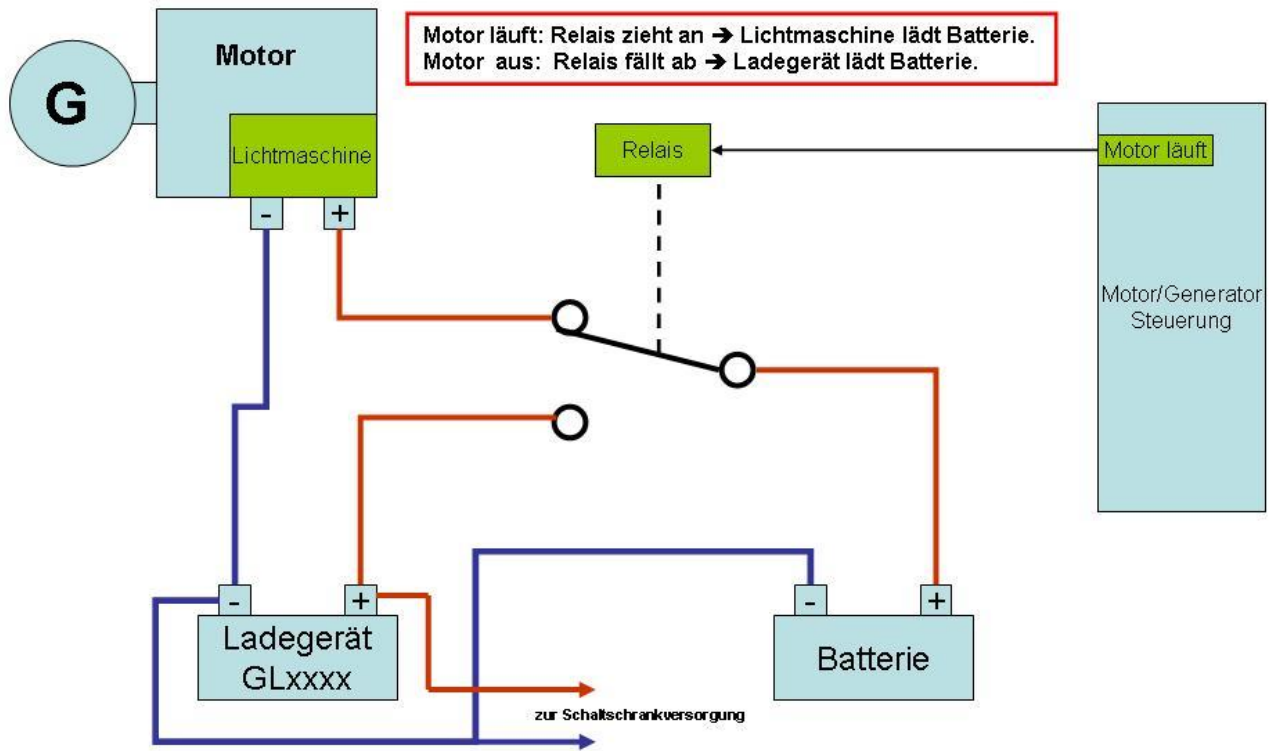 Motor läuft: Relais zieht an ➔ Lichtmaschine lädt Batterie.
Motor aus: Relais fällt ab ➔ Ladegerät lädt Batterie.
G
Motor
Lichtmaschine
- +
Relais
Motor läuft
Motor/Generator
Steuerung
- +
Ladegerät
GLxxxx
- +
Batterie
zur Schaltschrankversorgung